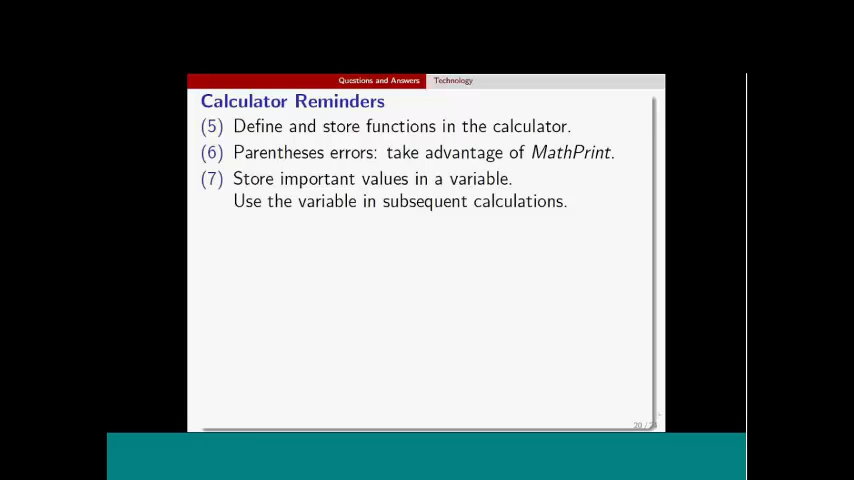 Questions and Answers Technology
Calculator Reminders
(5) Define and store functions in the calculator.
(6) Parentheses errors: take advantage of MathPrint.
(7) Store important values in a variable.
Use the variable in subsequent calculations.